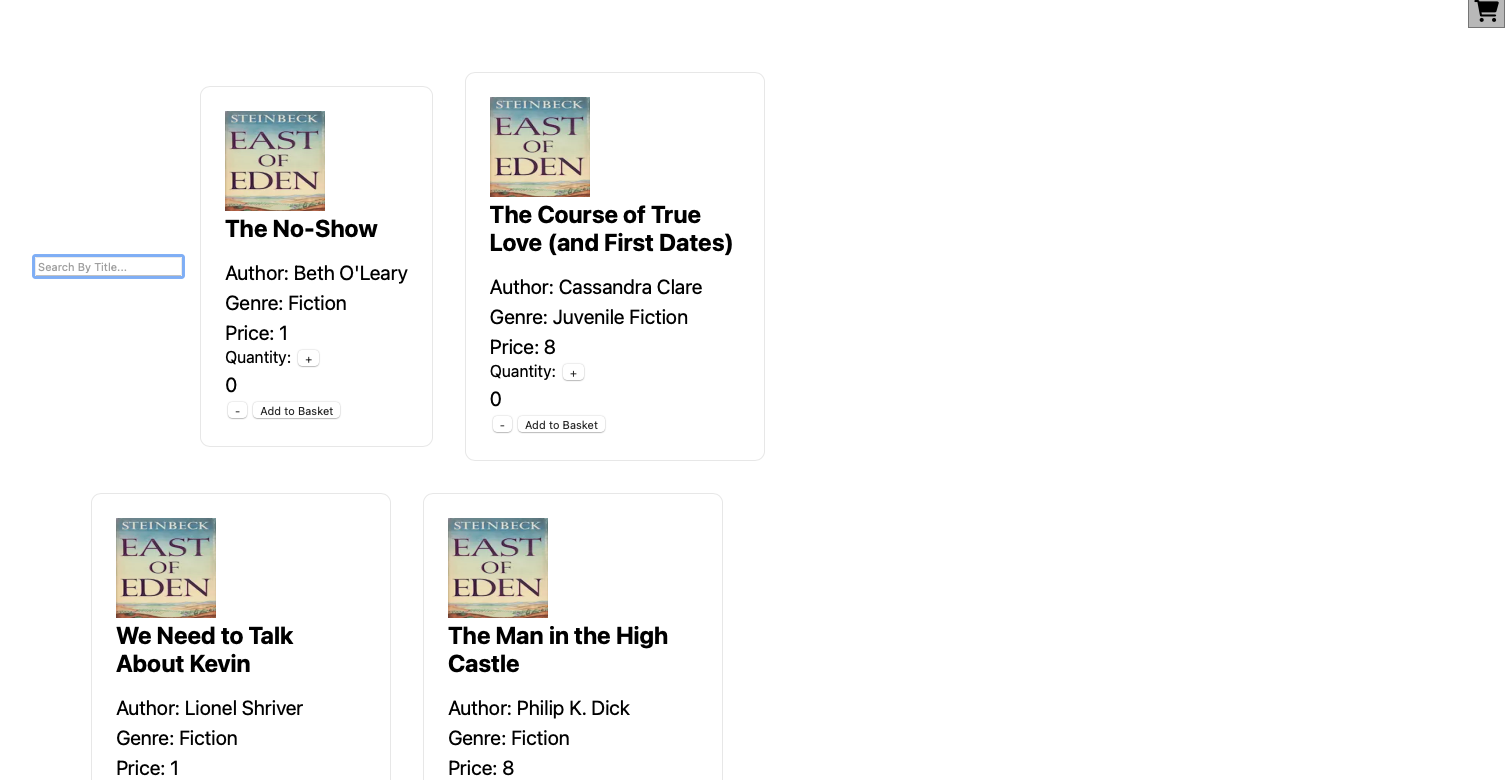 Search By Title...
STEINBECK
EAST
OF
EDEN
The No-Show
Author: Beth O'Leary
Genre: Fiction
Price: 1
Quantity: +
0
- Add to Basket
STEINBECK
EAST
OF
EDEN
The Course of True
Love (and First Dates)
Author: Cassandra Clare
Genre: Juvenile Fiction
Price: 8
Quantity: +
0
- Add to Basket
STEINBECK
EAST
OF
EDEN
We Need to Talk
About Kevin
Author: Lionel Shriver
Genre: Fiction
Price: 1
STEINBECK
EAST
OF
EDEN
The Man in the High
Castle
Author: Philip K. Dick
Genre: Fiction
Price: 8